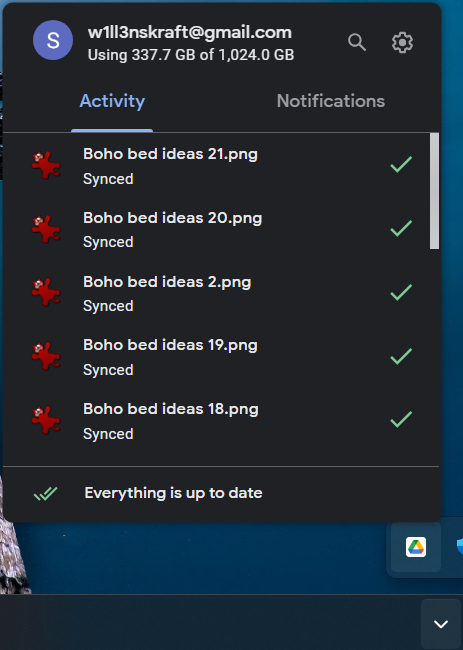 S
w1ll3nskraft@gmail.com
Using 337.7 GB of 1,024.0 GB
Activity
Notifications
Boho bed ideas 21.png
Synced
Boho bed ideas 20.png
Synced
Boho bed ideas 2.png
Synced
Boho bed ideas 19.png
Synced
Boho bed ideas 18.png
Synced
Everything is up to date